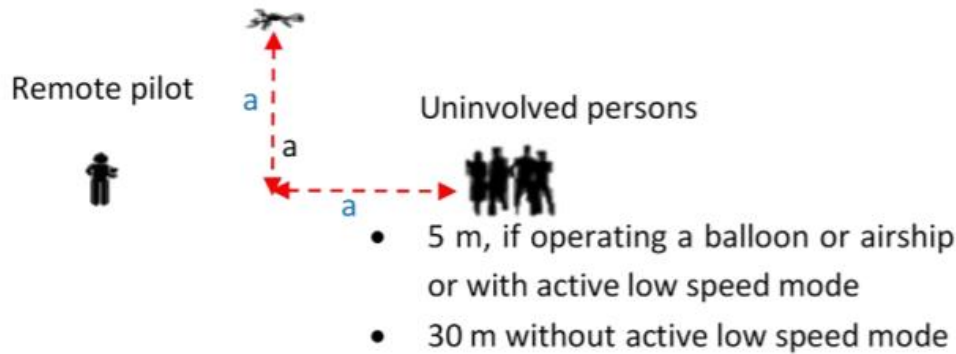 Remote pilot
a
Uninvolved persons
a
a
• 5 m, if operating a balloon or airship
or with active low speed mode
• 30 m without active low speed mode